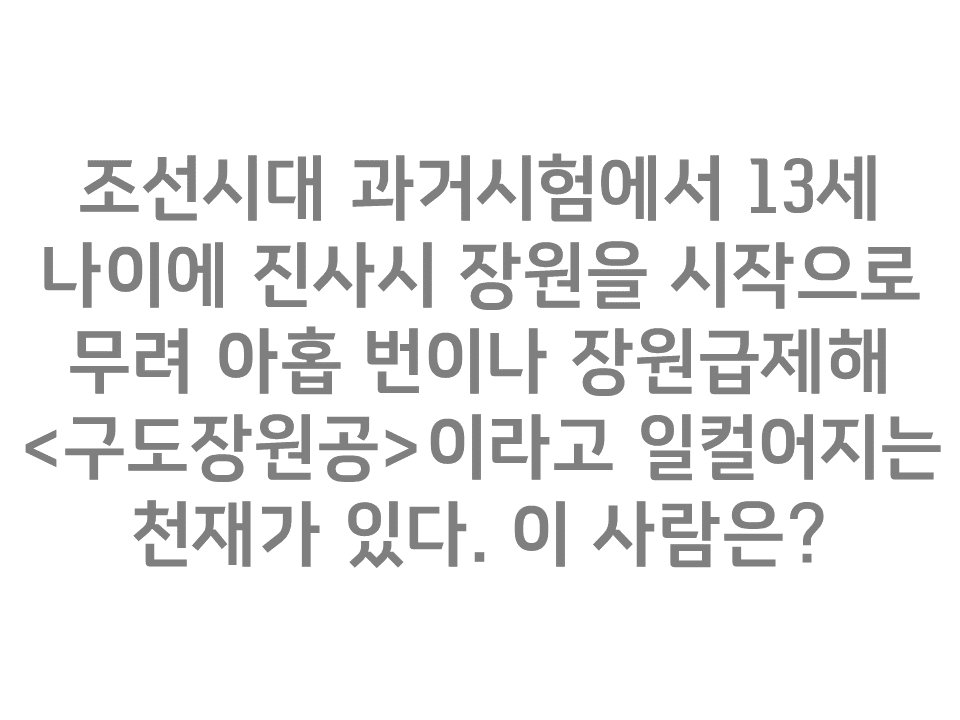 조선시대 과거시험에서 13세
나이에 진사시 장원을 시작으로
무려 아홉 번이나 장원급제해
<구도장원공>이라고 일컬어지는
천재가 있다. 이 사람은?